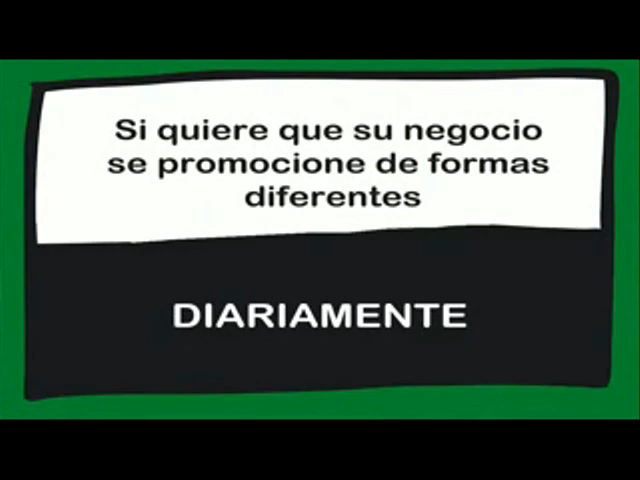 Si quiere que su negocio
se promocione de formas
diferentes
DIARIAMENTE